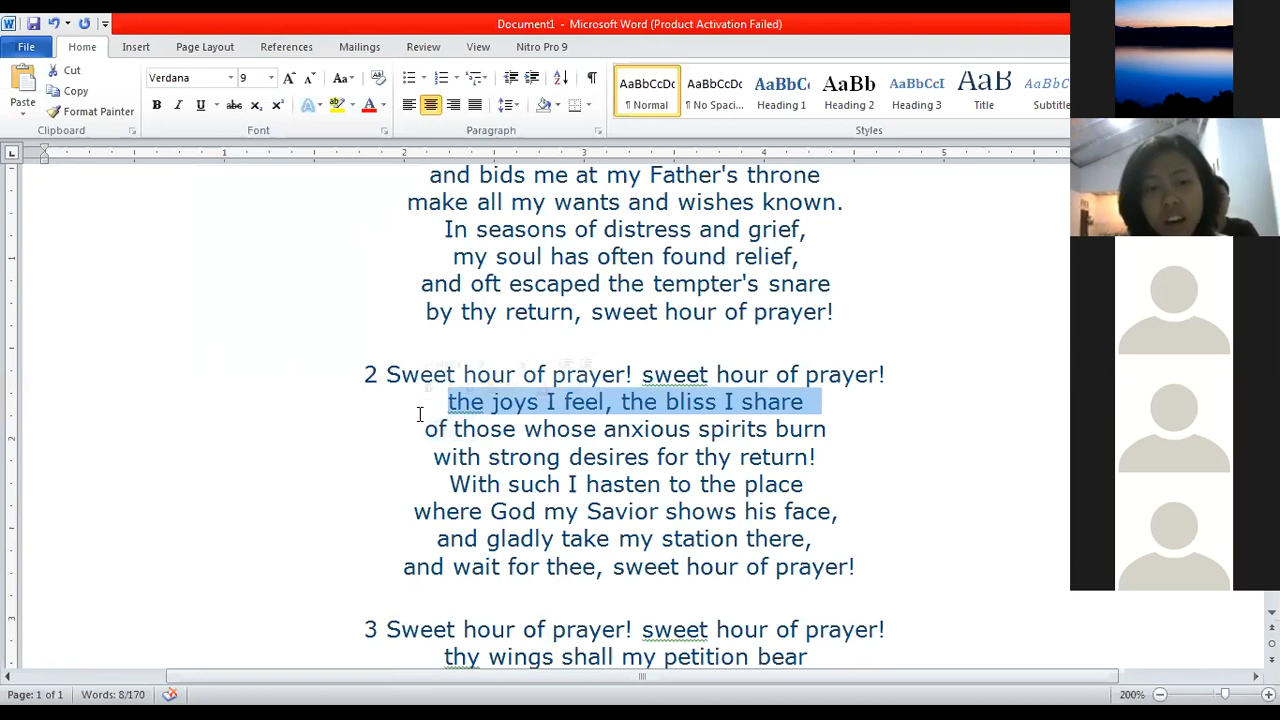 Document1 - Microsoft Word (Product Activation Failed)
File Home Insert Page Layout References Mailings Review View Nitro Pro 9
Paste
Cut
Copy
Format Painter
Clipboard
Verdana 9
Font
Paragraph
AaBbCcDc AaBbCcDc AaBbC AaBbC AaBbCcI AaB AaBbCcD
¶ Normal ¶ No Spaci... Heading 1 Heading 2 Heading 3 Title Subtitle
Styles
1 2 3 4 5
and bids me at my Father's throne
make all my wants and wishes known.
In seasons of distress and grief,
my soul has often found relief,
and oft escaped the tempter's snare
by thy return, sweet hour of prayer!
2 Sweet hour of prayer! sweet hour of prayer!
the joys I feel, the bliss I share
of those whose anxious spirits burn
with strong desires for thy return!
With such I hasten to the place
where God my Savior shows his face,
and gladly take my station there,
and wait for thee, sweet hour of prayer!
3 Sweet hour of prayer! sweet hour of prayer!
thy wings shall my petition bear
Page: 1 of 1 Words: 8/170 200%